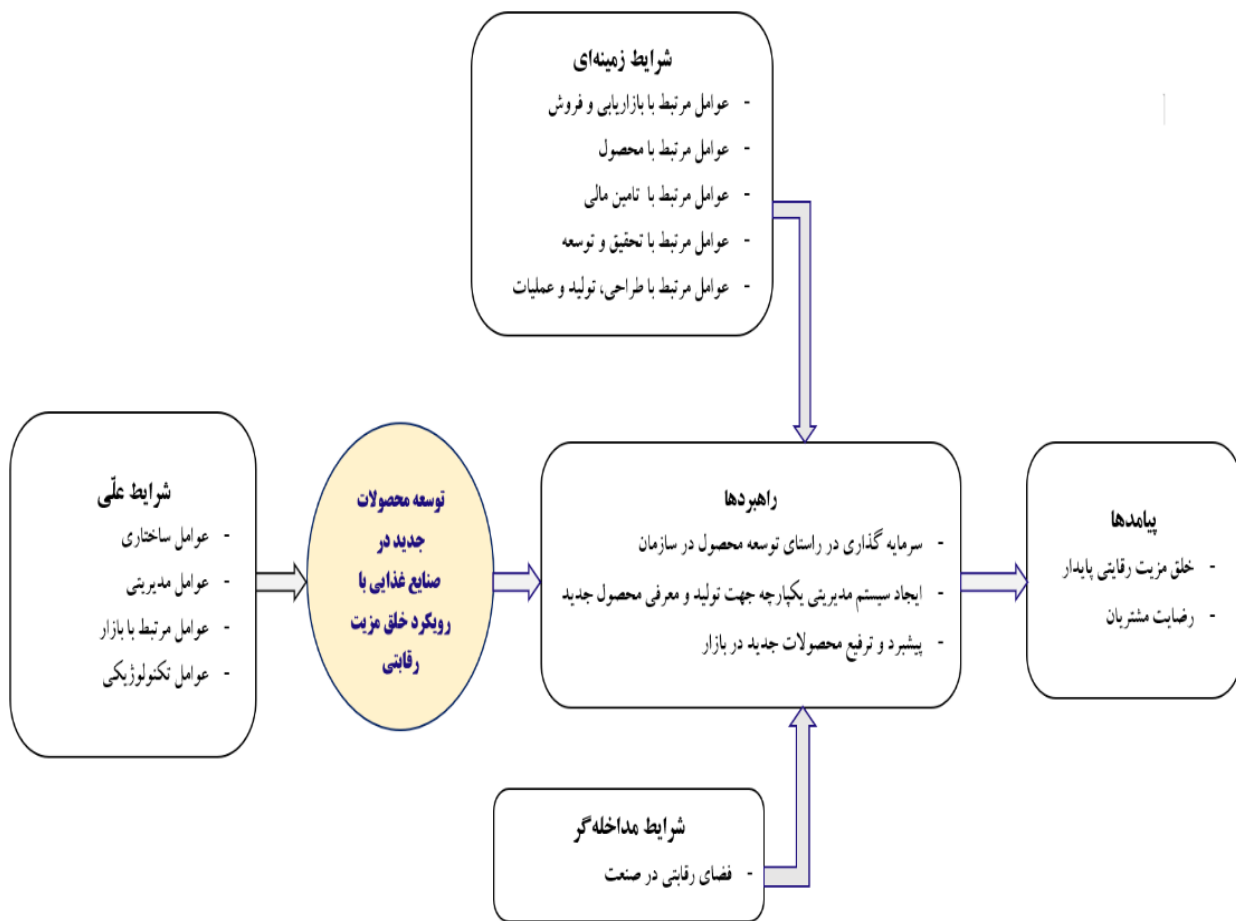 شرایط زمینه‌ای
- عوامل مرتبط با بازاریابی و فروش
- عوامل مرتبط با محصول
- عوامل مرتبط با تامین مالی
- عوامل مرتبط با تحقیق و توسعه
- عوامل مرتبط با طراحی، تولید و عملیات
شرایط علّی
- عوامل ساختاری
- عوامل مدیریتی
- عوامل مرتبط با بازار
- عوامل تکنولوژیکی
توسعه محصولات
جدید در
صنایع غذایی با
رویکرد خلق مزیت
رقابتی
راهبردها
- سرمایه گذاری در راستای توسعه محصول در سازمان
- ایجاد سیستم مدیریتی یکپارچه جهت تولید و معرفی محصول جدید
- پیشبرد و ترفیع محصولات جدید در بازار
پیامدها
- خلق مزیت رقابتی پایدار
- رضایت مشتریان
شرایط مداخله‌گر
- فضای رقابتی در صنعت